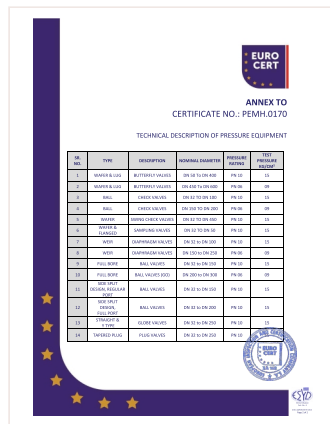 EURO
CERT
ANNEX TO
CERTIFICATE NO.: PEMH.0170
TECHNICAL DESCRIPTION OF PRESSURE EQUIPMENT
SR. NO. TYPE DESCRIPTION NOMINAL DIAMETER PRESSURE RATING TEST PRESSURE KG/CM²
1 WAFER & LUG BUTTERFLY VALVES DN 50 To DN 400 PN 10 15
2 WAFER & LUG BUTTERFLY VALVES DN 450 To DN 600 PN 06 09
3 BALL CHECK VALVES DN 32 TO DN 100 PN 10 15
4 BALL CHECK VALVES DN 150 TO DN 200 PN 06 09
5 WAFER SWING CHECK VALVES DN 32 TO DN 450 PN 10 15
6 WAFER & FLANGED SAMPLING VALVES DN 32 TO DN 50 PN 10 15
7 WEIR DIAPHRAGM VALVES DN 32 to DN 100 PN 10 15
8 WEIR DIAPHRAGM VALVES DN 150 to DN 250 PN 06 09
9 FULL BORE BALL VALVES DN 32 to DN 150 PN 10 15
10 FULL BORE BALL VALVES (GO) DN 200 to DN 300 PN 06 09
11 SIDE SPLIT DESIGN, REGULAR PORT BALL VALVES DN 32 to DN 150 PN 10 15
12 SIDE SPLIT DESIGN, FULL PORT BALL VALVES DN 32 to DN 200 PN 10 15
13 STRAIGHT & Y TYPE GLOBE VALVES DN 32 to DN 250 PN 10 15
14 TAPERED PLUG PLUG VALVES DN 32 to DN 250 PN 10
EURO
CERT
ESYD